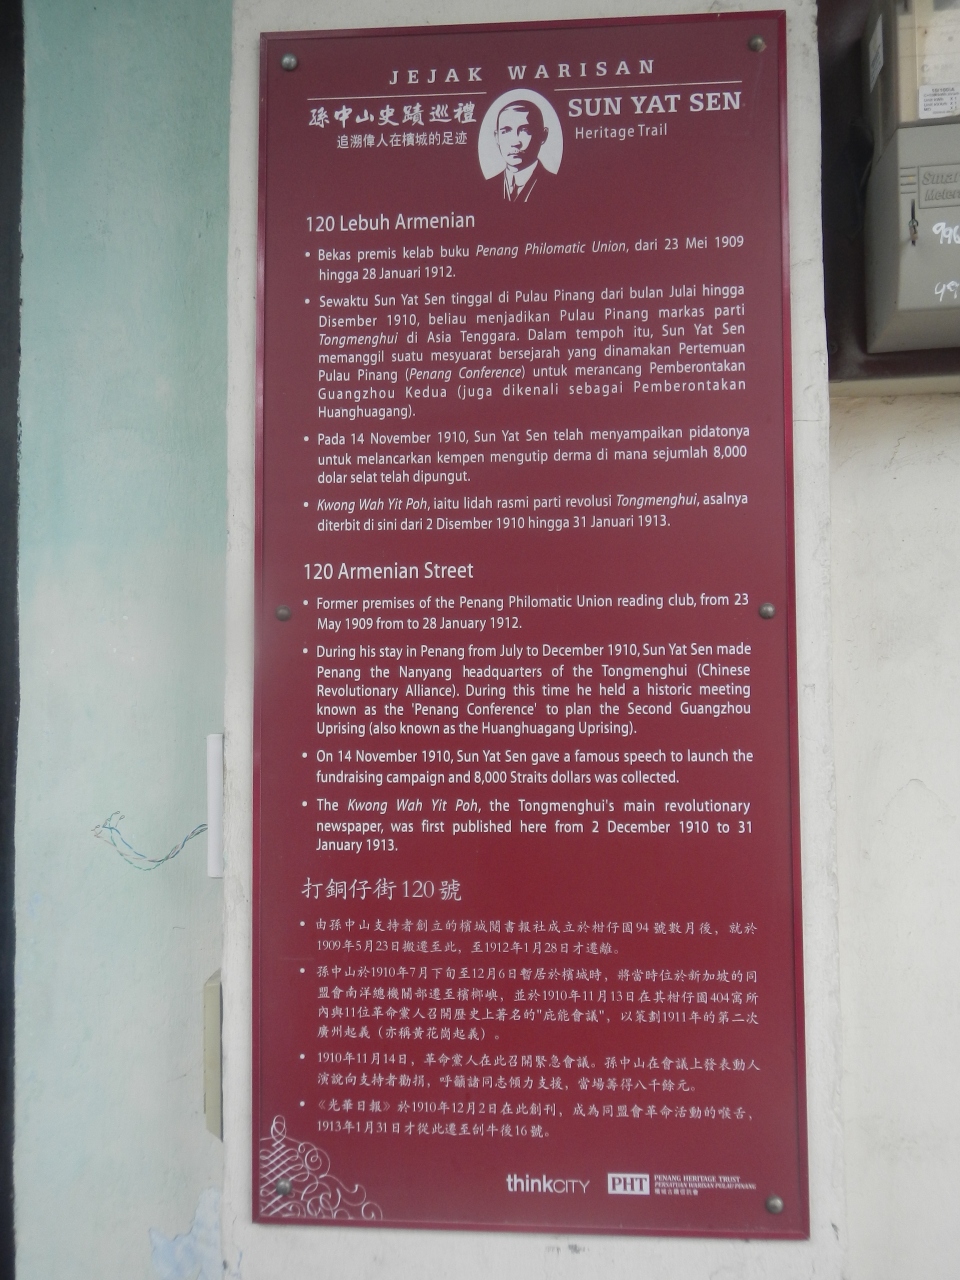 JEJAK WARISAN
孫中山史蹟巡禮
追溯偉人在檳城的足迹
SUN YAT SEN
Heritage Trail
120 Lebuh Armenian
• Bekas premis kelab buku Penang Philomatic Union, dari 23 Mei 1909
hingga 28 Januari 1912.
• Sewaktu Sun Yat Sen tinggal di Pulau Pinang dari bulan Julai hingga
Disember 1910, beliau menjadikan Pulau Pinang markas parti
Tongmenghui di Asia Tenggara. Dalam tempoh itu, Sun Yat Sen
memanggil suatu mesyuarat bersejarah yang dinamakan Pertemuan
Pulau Pinang (Penang Conference) untuk merancang Pemberontakan
Guangzhou Kedua (juga dikenali sebagai Pemberontakan
Huanghuagang).
• Pada 14 November 1910, Sun Yat Sen telah menyampaikan pidatonya
untuk melancarkan kempen mengutip derma di mana sejumlah 8,000
dolar selat telah dipungut.
• Kwong Wah Yit Poh, iaitu lidah rasmi parti revolusi Tongmenghui, asalnya
diterbit di sini dari 2 Disember 1910 hingga 31 Januari 1913.
120 Armenian Street
• Former premises of the Penang Philomatic Union reading club, from 23
May 1909 from to 28 January 1912.
• During his stay in Penang from July to December 1910, Sun Yat Sen made
Penang the Nanyang headquarters of the Tongmenghui (Chinese
Revolutionary Alliance). During this time he held a historic meeting
known as the 'Penang Conference' to plan the Second Guangzhou
Uprising (also known as the Huanghuagang Uprising).
• On 14 November 1910, Sun Yat Sen gave a famous speech to launch the
fundraising campaign and 8,000 Straits dollars was collected.
• The Kwong Wah Yit Poh, the Tongmenghui's main revolutionary
newspaper, was first published here from 2 December 1910 to 31
January 1913.
打銅仔街120號
• 由孫中山支持者創立的檳城閱書報社成立於柑仔園94號數月後，就於
1909年5月23日搬遷至此，至1912年1月28日才遷離。
• 孫中山於1910年7月下旬至12月6日暫居於檳城時，將當時位於新加坡的同
盟會南洋總機關部遷至檳榔嶼，並於1910年11月13日在其柑仔園404寓所
內與11位革命黨人召開歷史上著名的"庇能會議"，以策劃1911年的第二次
廣州起義（亦稱黃花崗起義）。
• 1910年11月14日，革命黨人在此召開緊急會議。孫中山在會議上發表動人
演說向支持者勸捐，呼籲諸同志傾力支援，當場籌得八千餘元。
• 《光華日報》於1910年12月2日在此創刊，成為同盟會革命活動的喉舌，
1913年1月31日才從此遷至刣牛後16號。
thinkCITY
PHT
PENANG HERITAGE TRUST
PERSATUAN WARISAN PULAU PINANG
檳城古蹟信託會